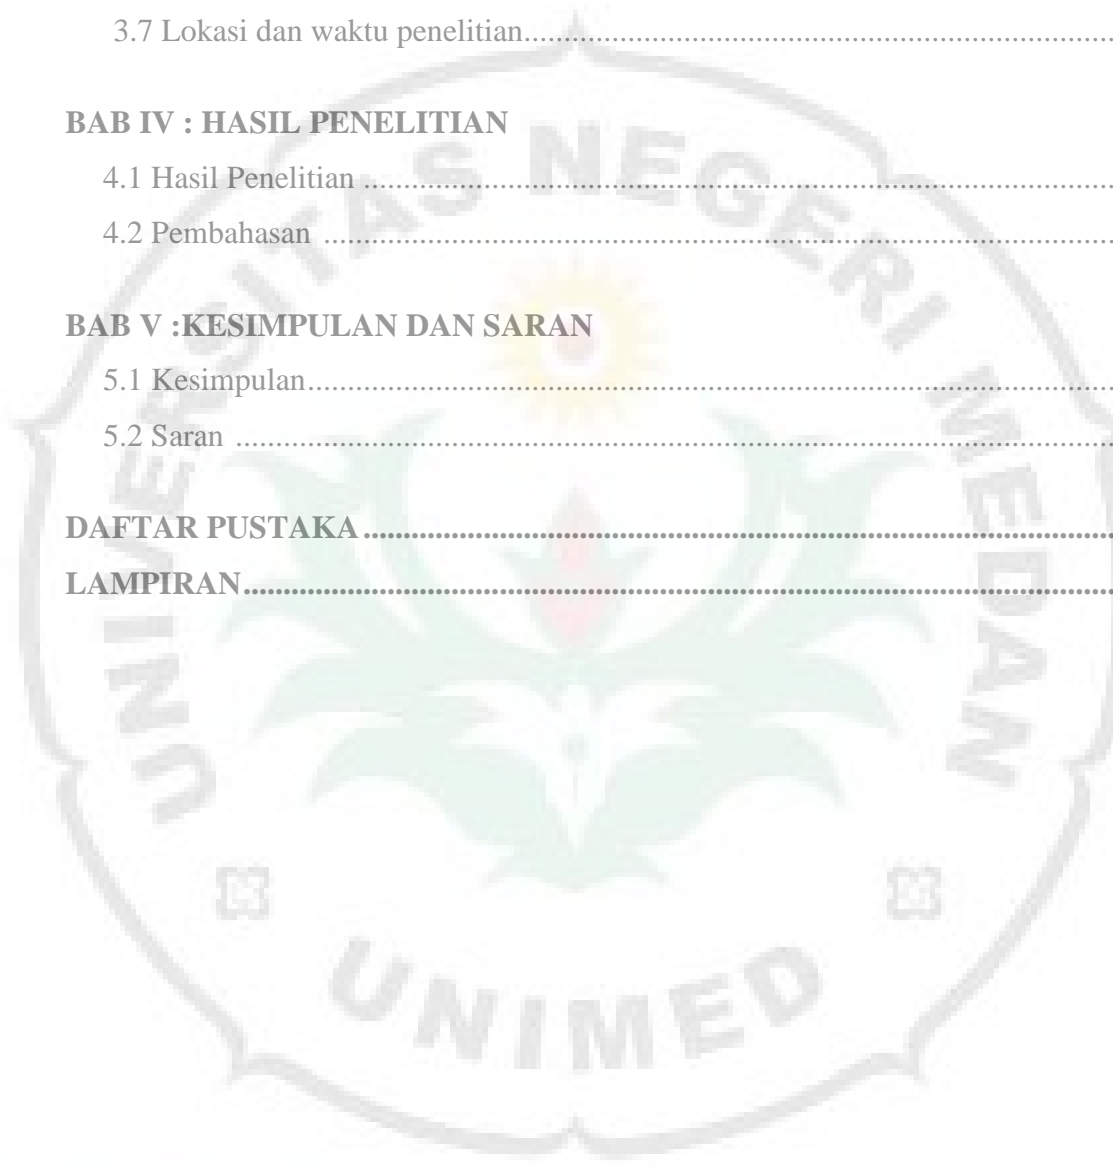 3.7 Lokasi dan waktu penelitian................................................................................
BAB IV : HASIL PENELITIAN
4.1 Hasil Penelitian ................................................................................................
4.2 Pembahasan ....................................................................................................
BAB V :KESIMPULAN DAN SARAN
5.1 Kesimpulan......................................................................................................
5.2 Saran ..............................................................................................................
DAFTAR PUSTAKA .............................................................................................
LAMPIRAN............................................................................................................
UNIVERSITAS NEGERI MEDAN
UNIMED